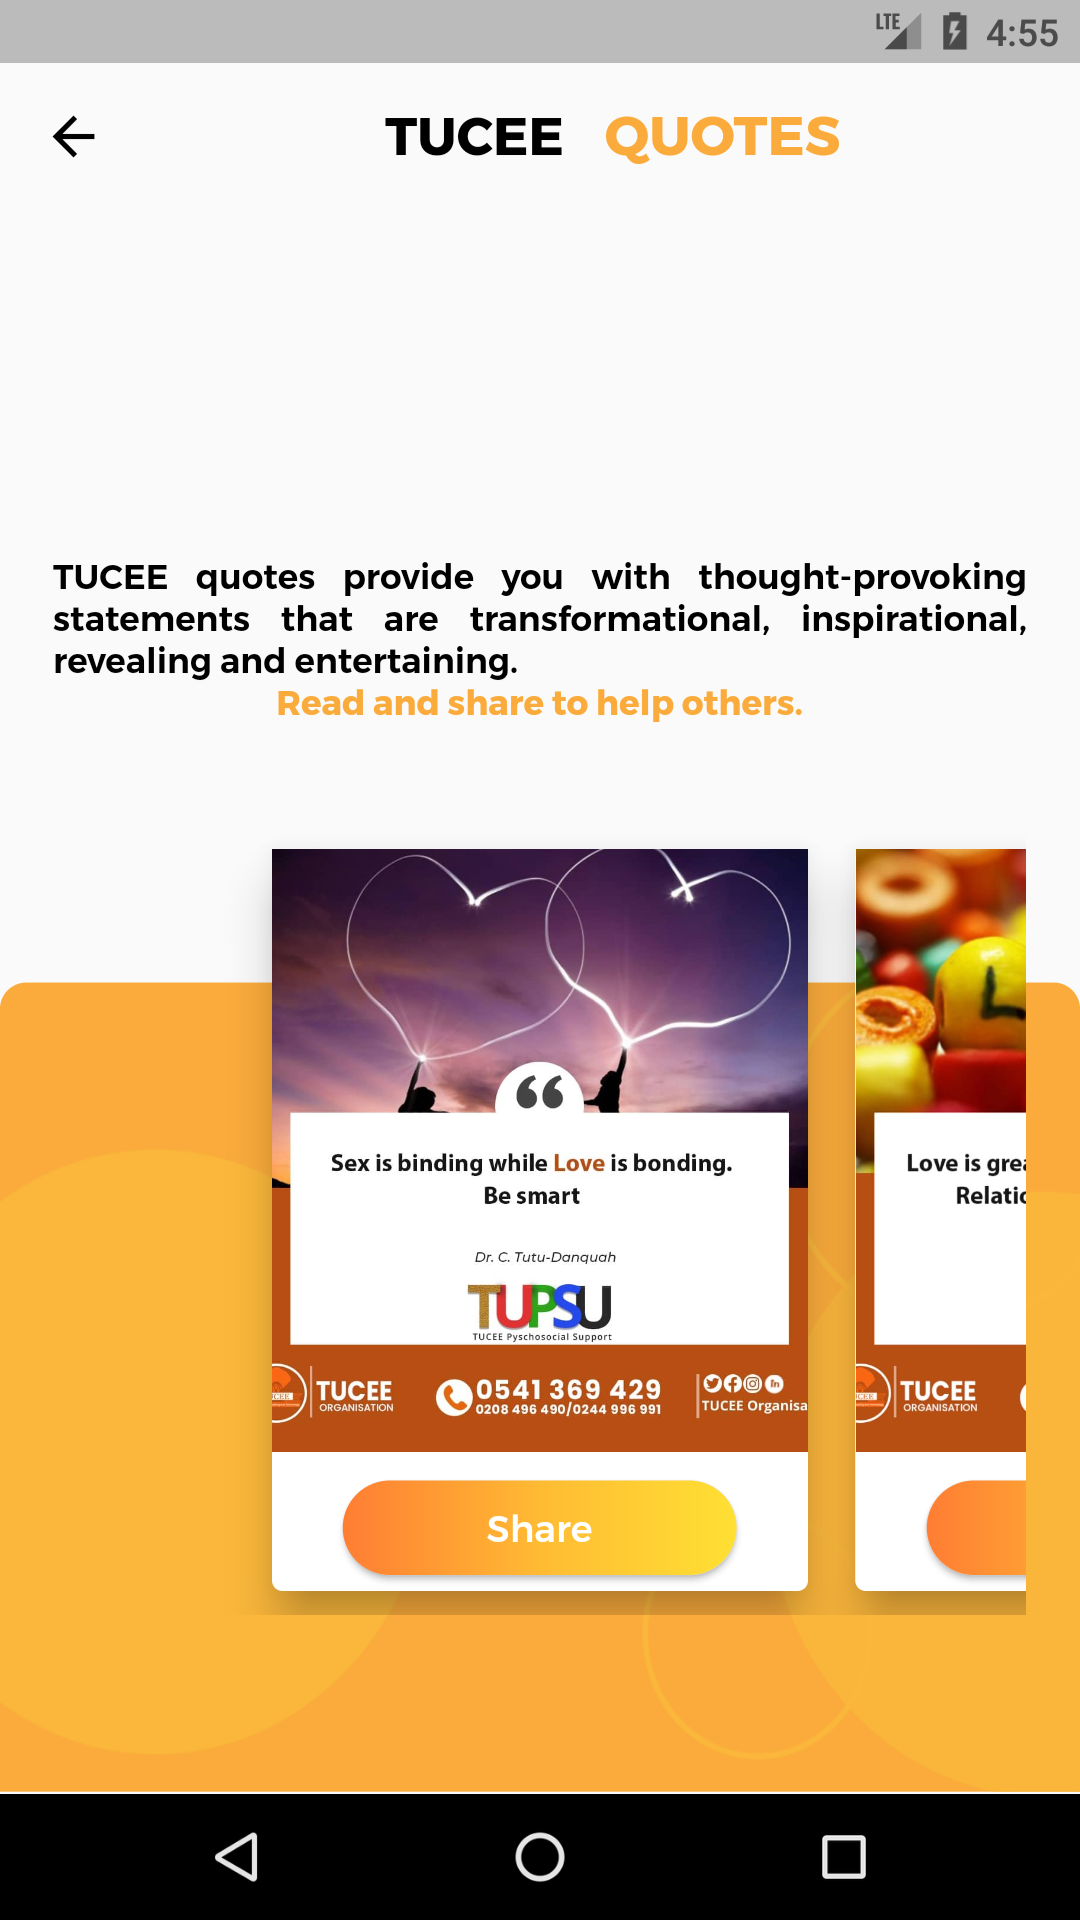 LTE 4:55
TUCEE QUOTES
TUCEE quotes provide you with thought-provoking
statements that are transformational, inspirational,
revealing and entertaining.
Read and share to help others.
Sex is binding while Love is bonding.
Be smart
Dr. C. Tutu-Danquah
TUPSU
TUCEE Pyschosocial Support
TUCEE
ORGANISATION
0541 369 429
0208 496 490/0244 996 991
TUCEE Organisa
Share
L
Love is grea
Relatio
TUCEE
ORGANISATION